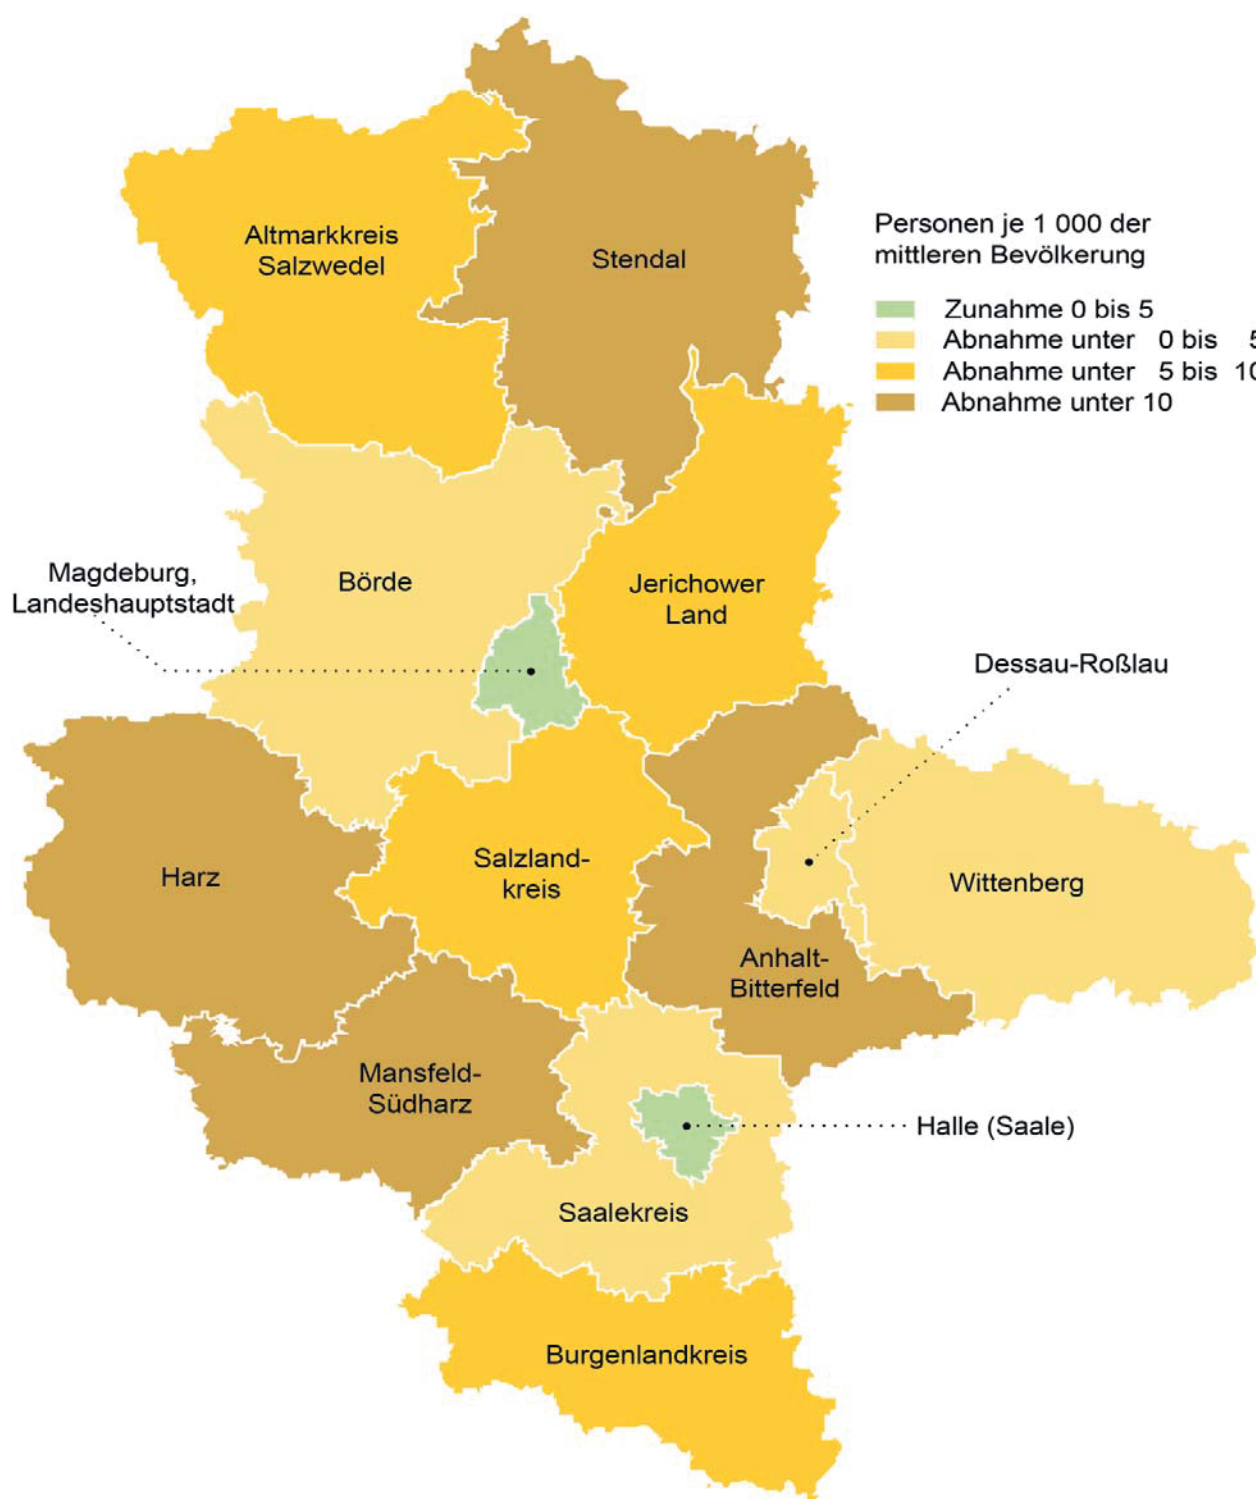 Altmarkkreis
Salzwedel
Stendal
Personen je 1 000 der
mittleren Bevölkerung
Zunahme 0 bis 5
Abnahme unter 0 bis 5
Abnahme unter 5 bis 10
Abnahme unter 10
Magdeburg,
Landeshauptstadt
Börde
Jerichower
Land
Dessau-Roßlau
Harz
Salzland-
kreis
Wittenberg
Anhalt-
Bitterfeld
Mansfeld-
Südharz
Halle (Saale)
Saalekreis
Burgenlandkreis